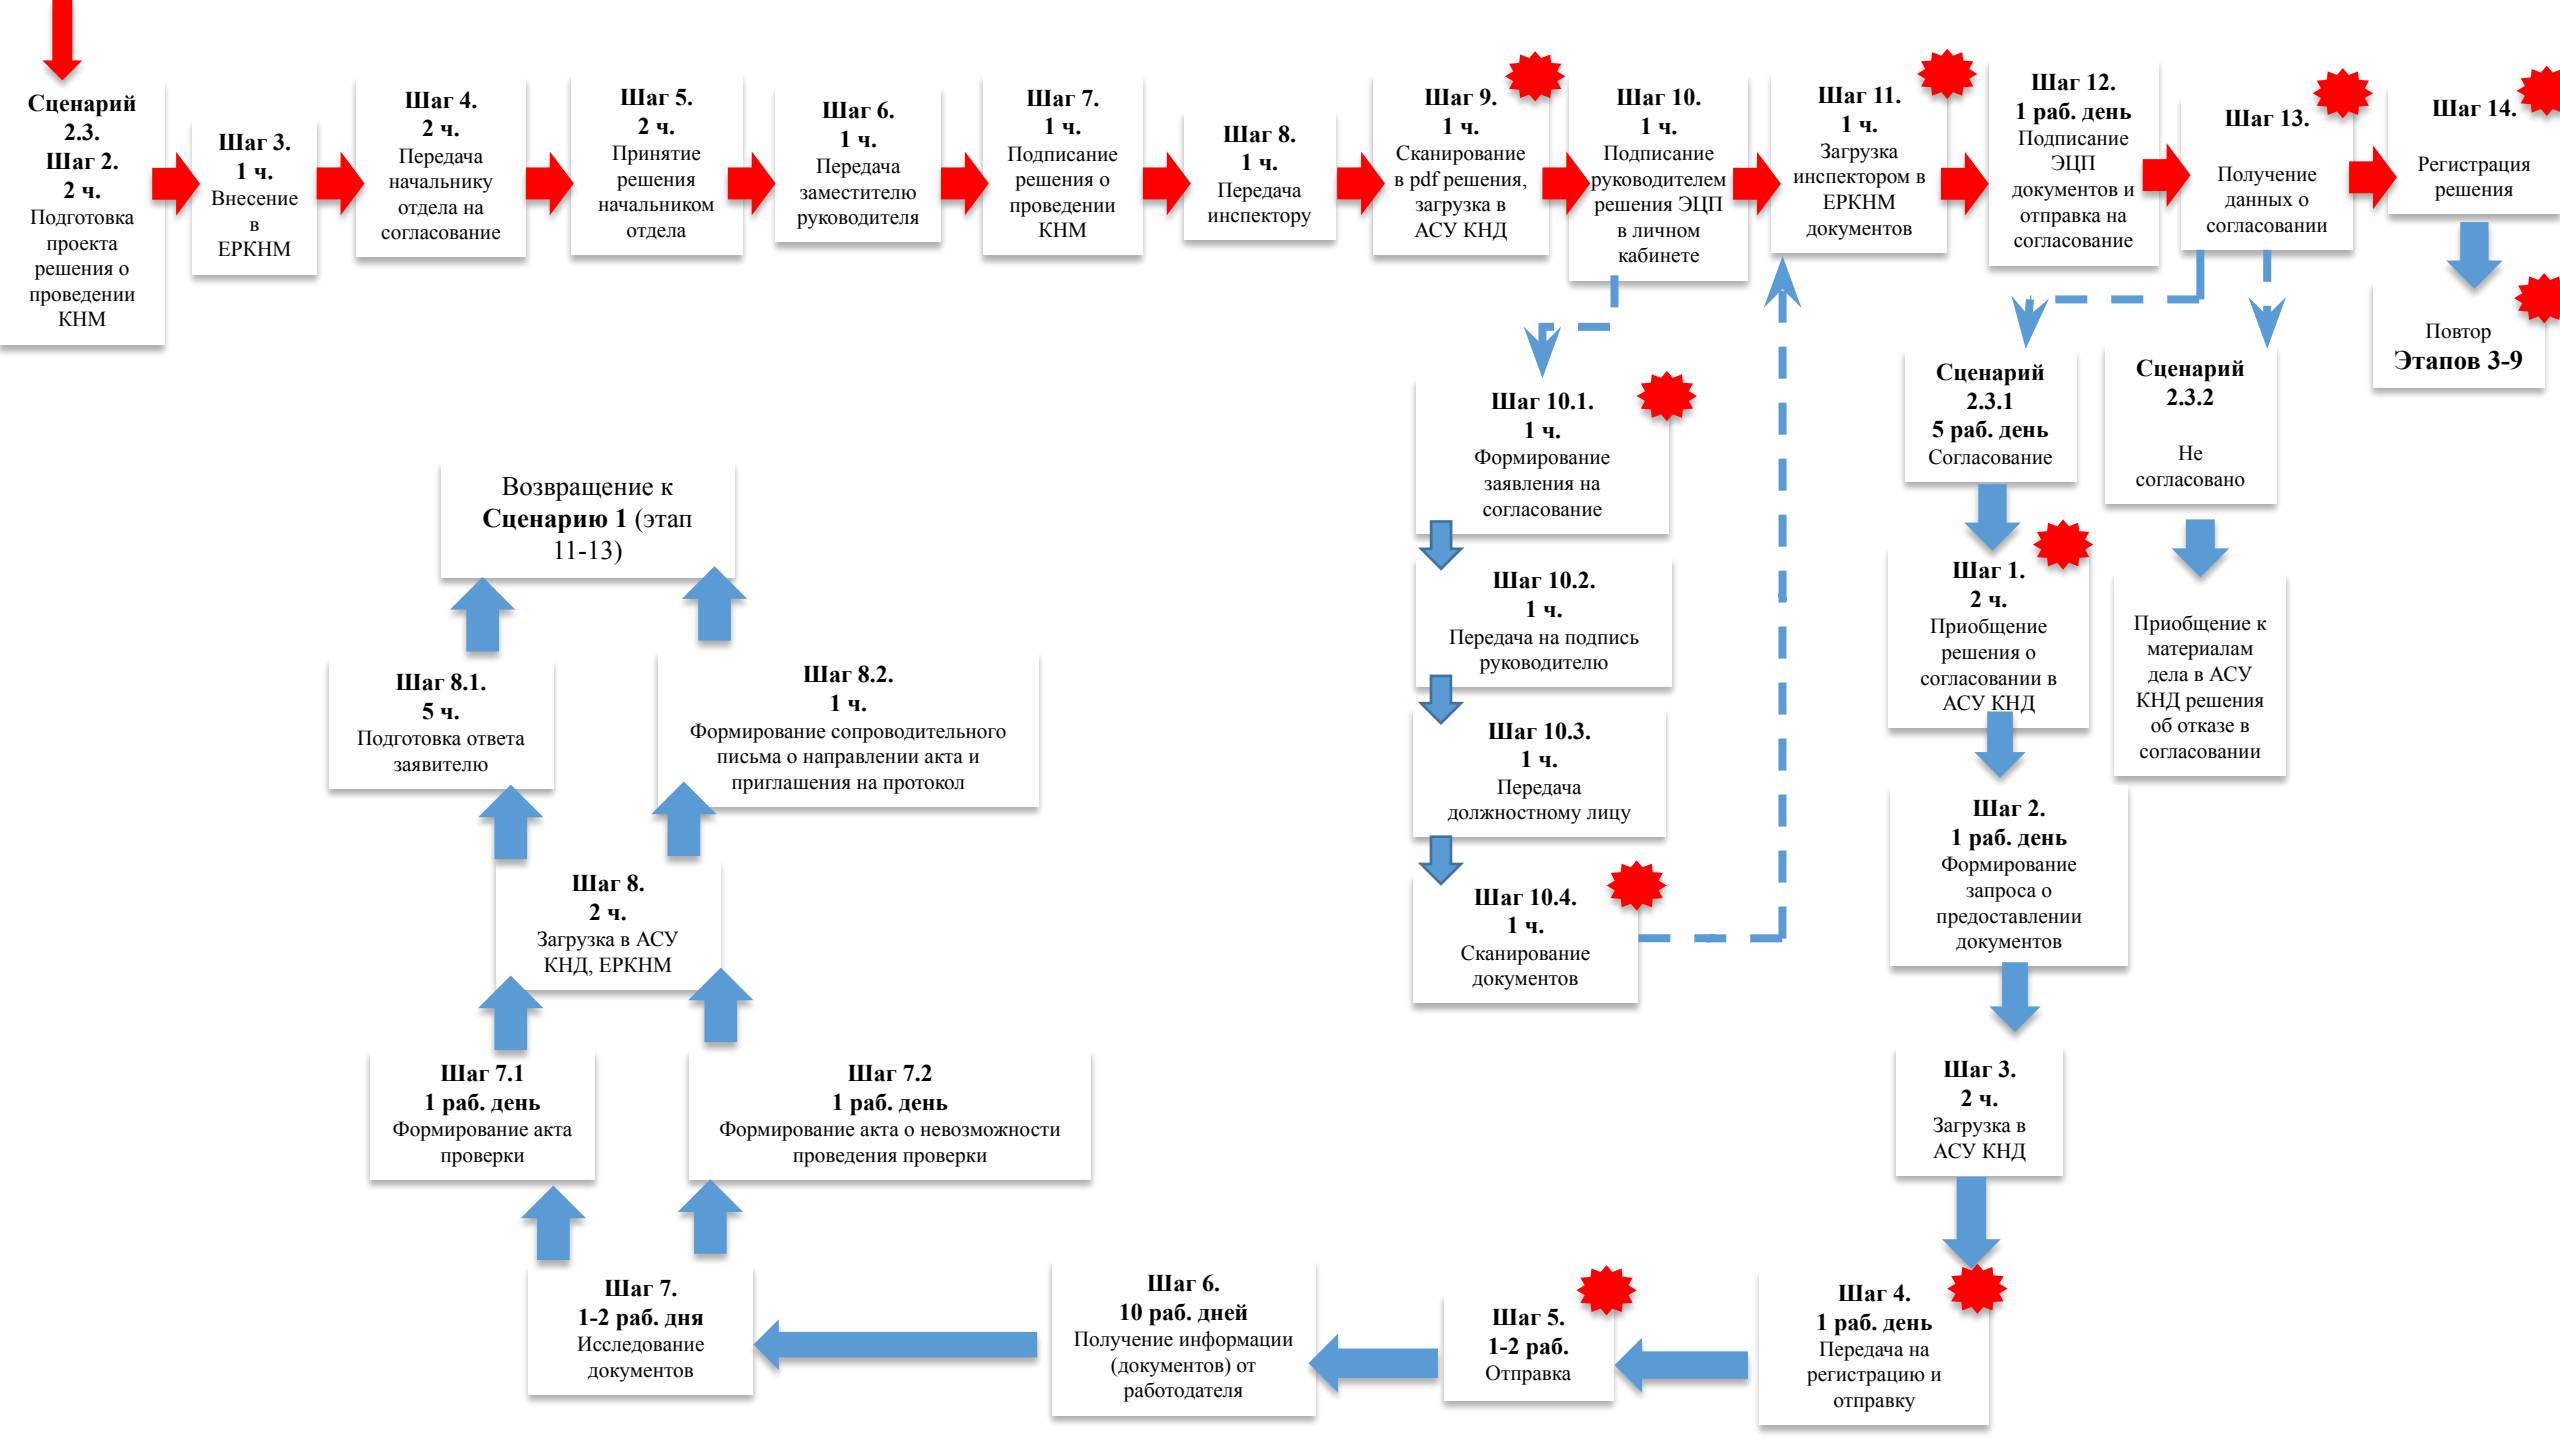 Сценарий
2.3.
Шаг 2.
2 ч.
Подготовка
проекта
решения о
проведении
КНМ
Шаг 3.
1 ч.
Внесение
в
ЕРКНМ
Шаг 4.
2 ч.
Передача
начальнику
отдела на
согласование
Шаг 5.
2 ч.
Принятие
решения
начальником
отдела
Шаг 6.
1 ч.
Передача
заместителю
руководителя
Шаг 7.
1 ч.
Подписание
решения о
проведении
КНМ
Шаг 8.
1 ч.
Передача
инспектору
Шаг 9.
1 ч.
Сканирование
в pdf решения,
загрузка в
АСУ КНД
Шаг 10.
1 ч.
Подписание
руководителем
решения ЭЦП
в личном
кабинете
Шаг 11.
1 ч.
Загрузка
инспектором в
ЕРКНМ
документов
Шаг 12.
1 раб. день
Подписание
ЭЦП
документов и
отправка на
согласование
Шаг 13.
Получение
данных о
согласовании
Шаг 14.
Регистрация
решения
Повтор
Этапов 3-9
Шаг 10.1.
1 ч.
Формирование
заявления на
согласование
Шаг 10.2.
1 ч.
Передача на подпись
руководителю
Шаг 10.3.
1 ч.
Передача
должностному лицу
Шаг 10.4.
1 ч.
Сканирование
документов
Сценарий
2.3.1
5 раб. день
Согласование
Сценарий
2.3.2
Не
согласовано
Шаг 1.
2 ч.
Приобщение
решения о
согласовании в
АСУ КНД
Приобщение к
материалам
дела в АСУ
КНД решения
об отказе в
согласовании
Шаг 2.
1 раб. день
Формирование
запроса о
предоставлении
документов
Шаг 3.
2 ч.
Загрузка в
АСУ КНД
Шаг 4.
1 раб. день
Передача на
регистрацию и
отправку
Шаг 5.
1-2 раб.
Отправка
Шаг 6.
10 раб. дней
Получение информации
(документов) от
работодателя
Шаг 7.
1-2 раб. дня
Исследование
документов
Шаг 7.1
1 раб. день
Формирование акта
проверки
Шаг 7.2
1 раб. день
Формирование акта о невозможности
проведения проверки
Шаг 8.
2 ч.
Загрузка в АСУ
КНД, ЕРКНМ
Шаг 8.1.
5 ч.
Подготовка ответа
заявителю
Шаг 8.2.
1 ч.
Формирование сопроводительного
письма о направлении акта и
приглашения на протокол
Возвращение к
Сценарию 1 (этап
11-13)